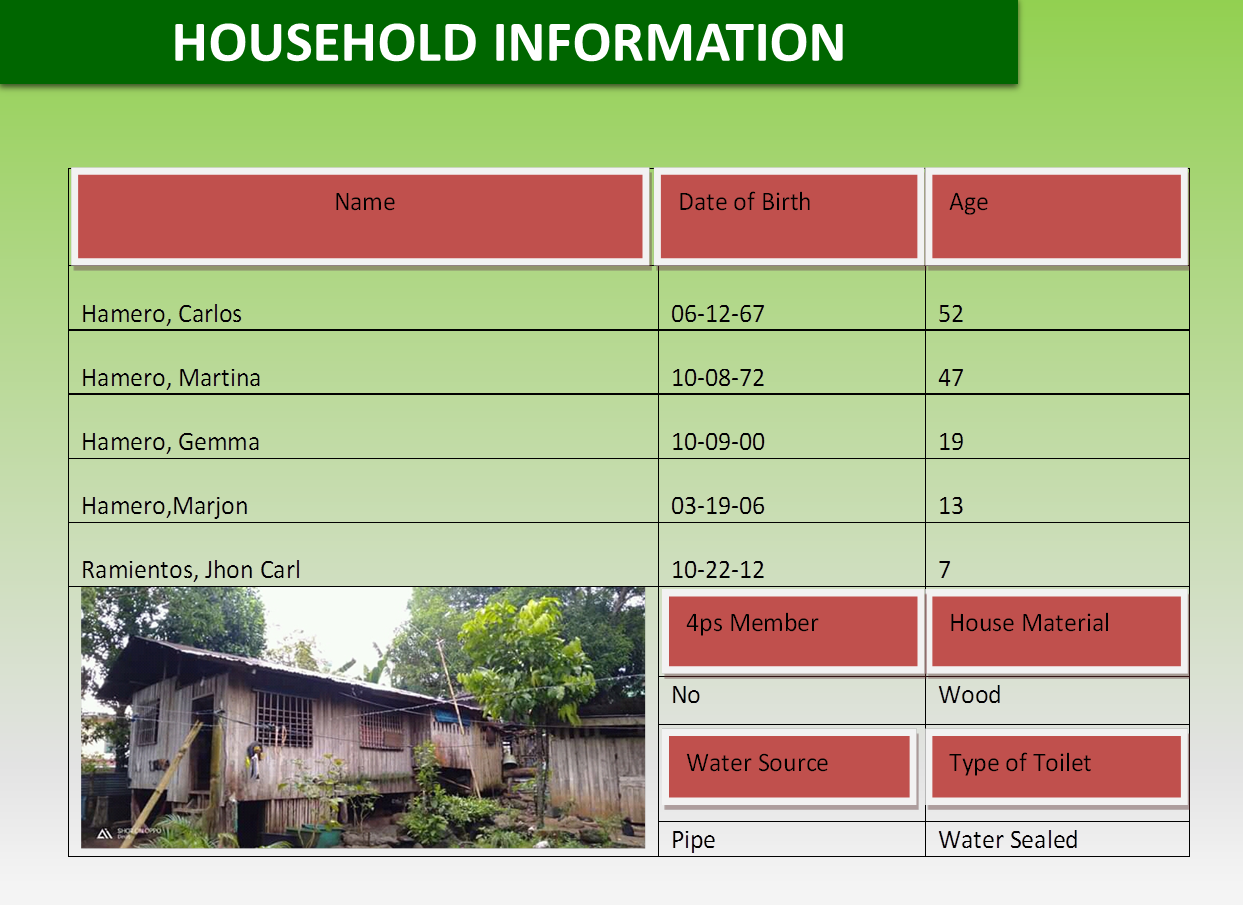 HOUSEHOLD INFORMATION
Name Date of Birth Age
Hamero, Carlos 06-12-67 52
Hamero, Martina 10-08-72 47
Hamero, Gemma 10-09-00 19
Hamero,Marjon 03-19-06 13
Ramientos, Jhon Carl 10-22-12 7
4ps Member House Material
No Wood
Water Source Type of Toilet
Pipe Water Sealed
SHOT ON OPPO